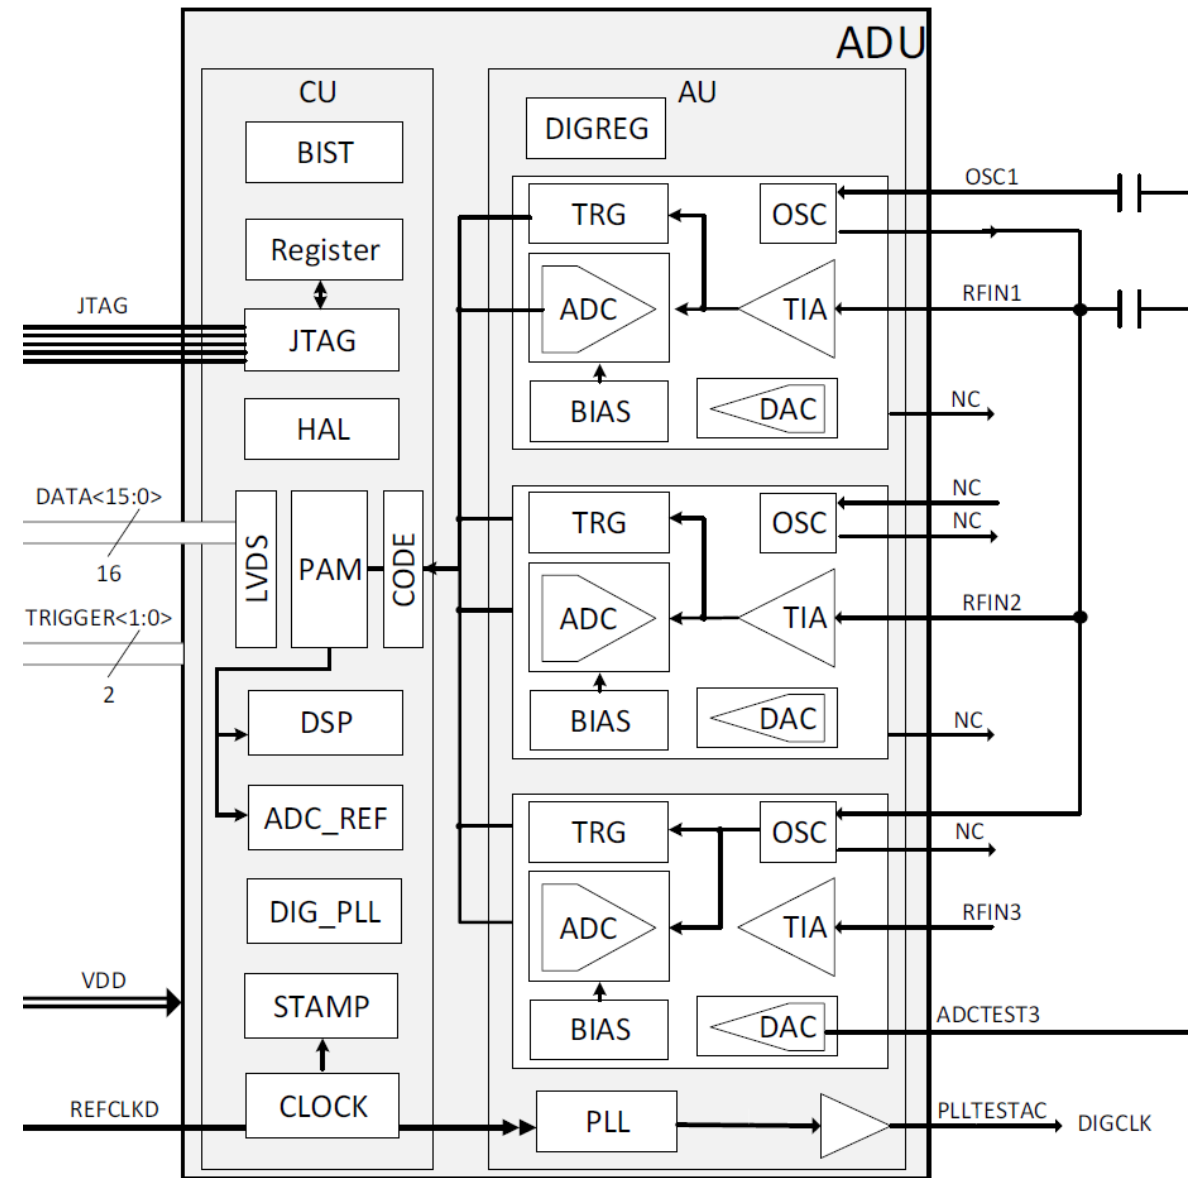 ADU
CU
AU
BIST
DIGREG
Register
JTAG
JTAG
HAL
DATA<15:0>
16
TRIGGER<1:0>
2
LVDS
PAM
CODE
DSP
ADC_REF
DIG_PLL
VDD
STAMP
REFCLKD
CLOCK
TRG
OSC
OSC1
ADC
TIA
RFIN1
BIAS
DAC
NC
TRG
OSC
NC
NC
ADC
TIA
RFIN2
BIAS
DAC
NC
TRG
OSC
NC
ADC
TIA
RFIN3
BIAS
DAC
ADCTEST3
PLL
PLLTESTAC
DIGCLK